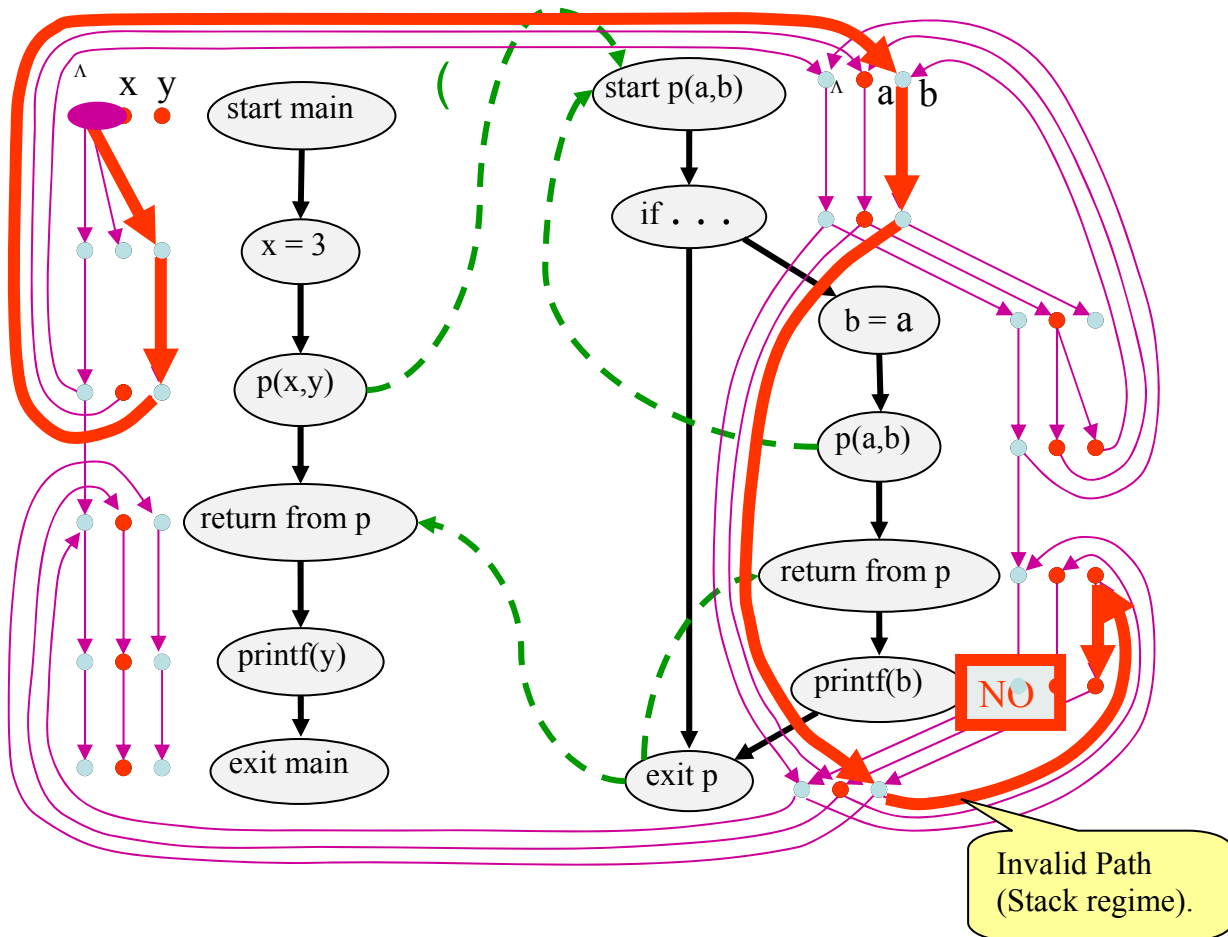 Λ
x y
start main
(
start p(a,b)
Λ
a
b
if . . .
x = 3
b = a
p(x,y)
p(a,b)
return from p
return from p
printf(y)
printf(b)
NO
exit main
exit p
Invalid Path
(Stack regime).